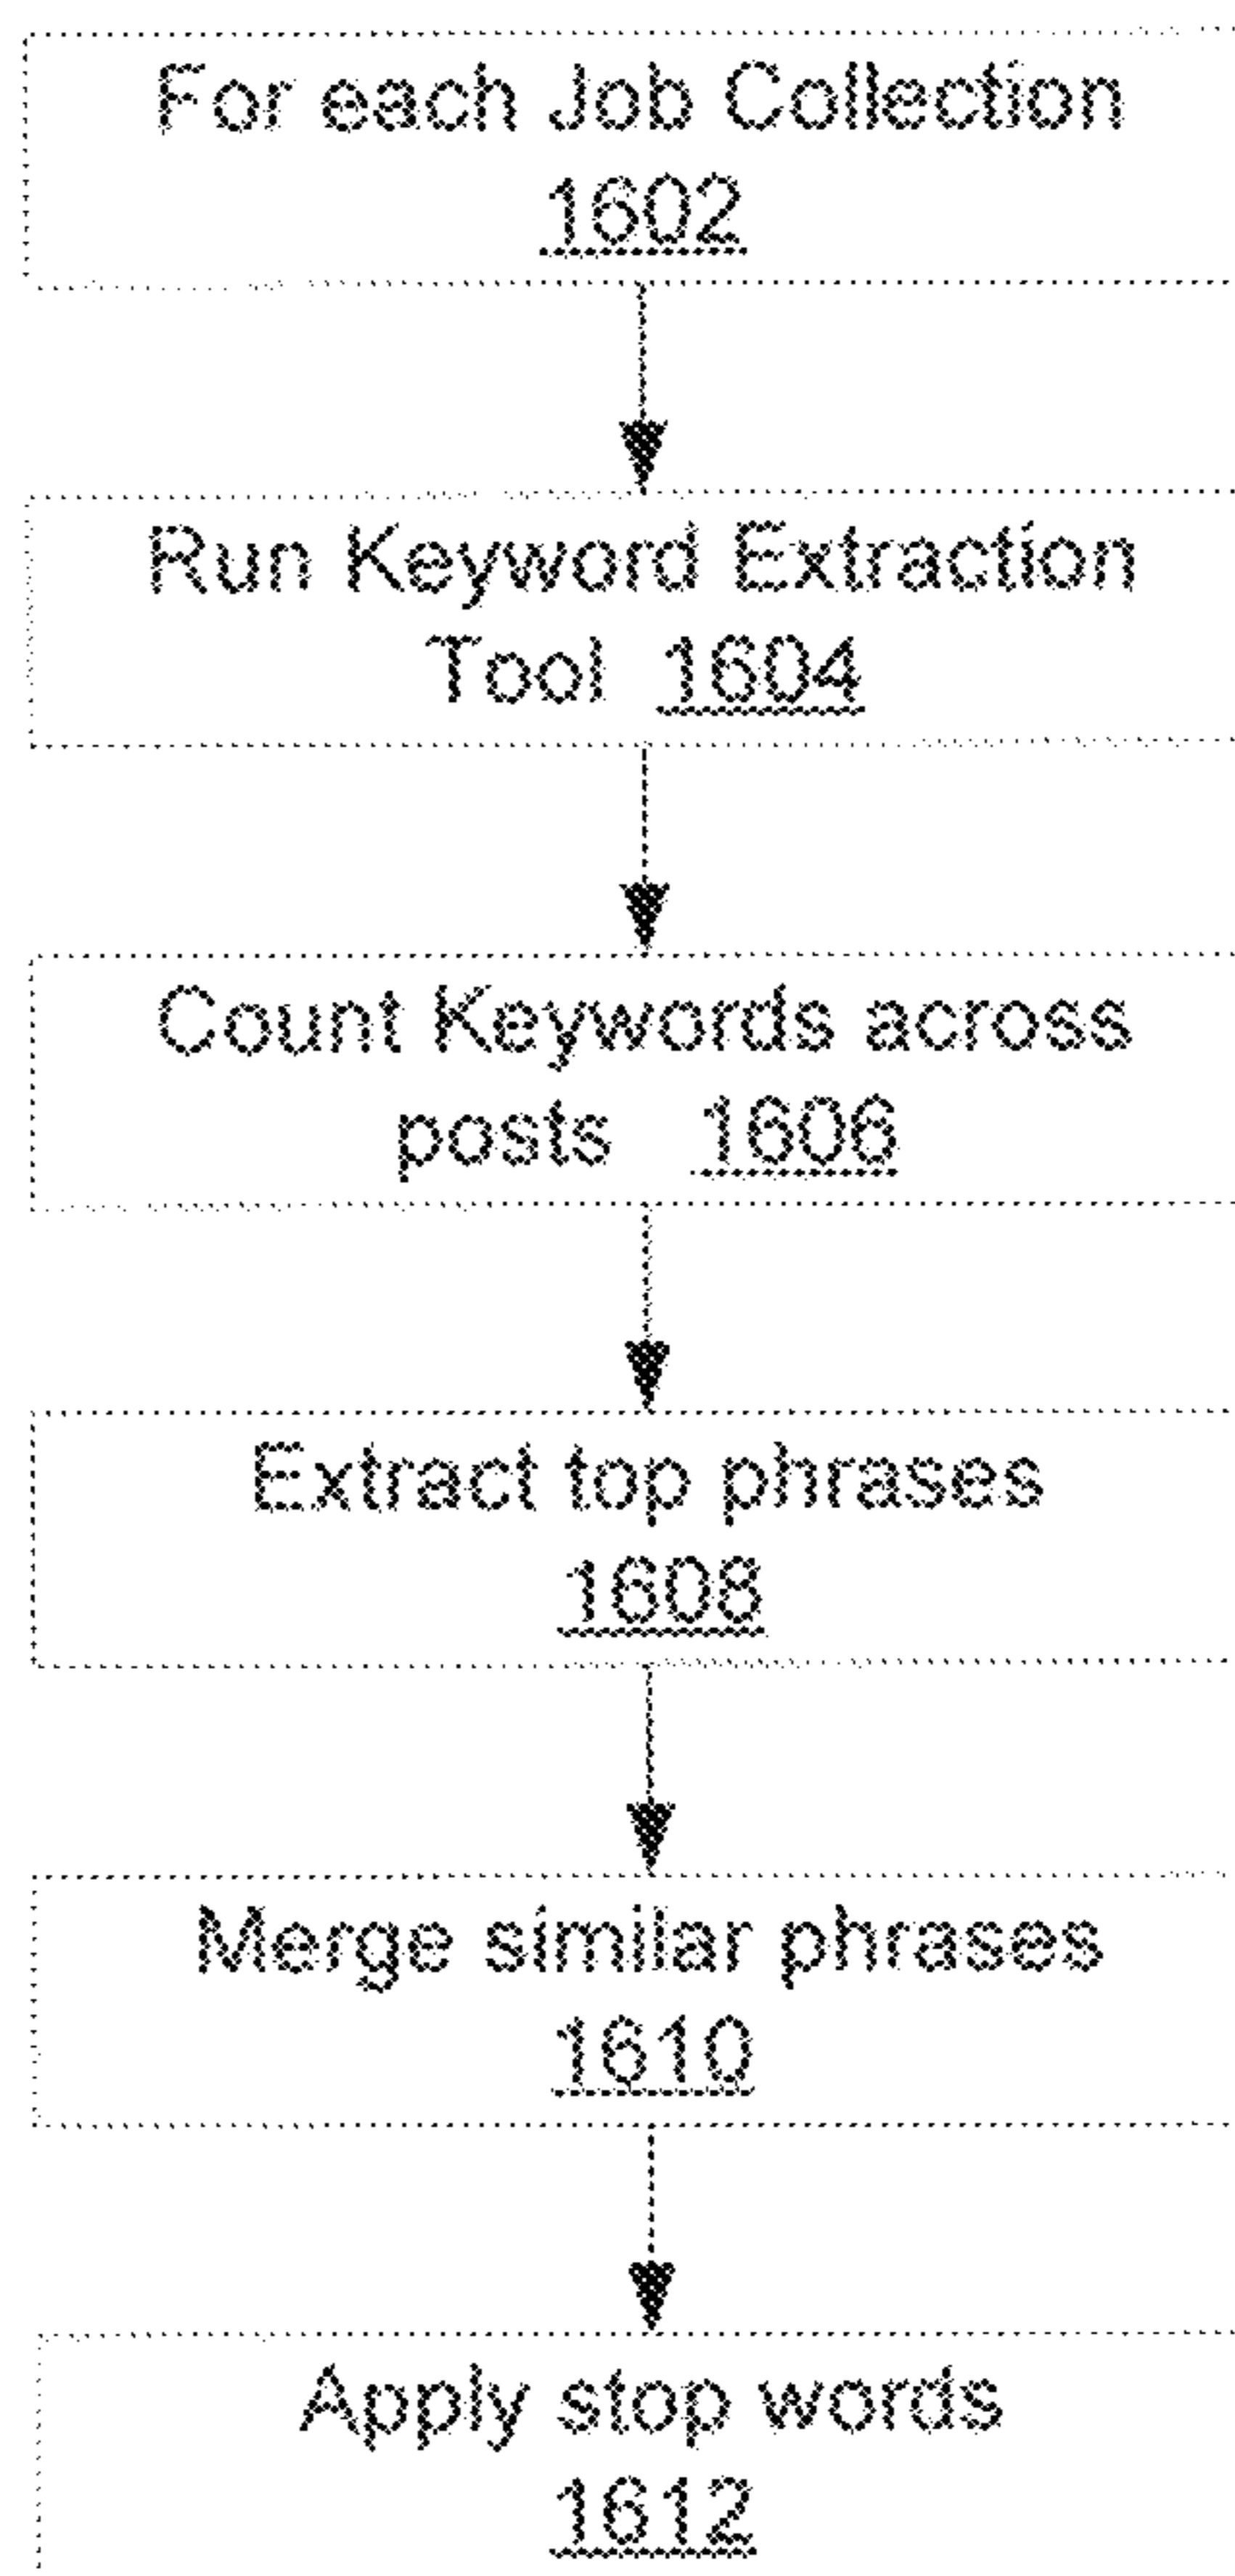 For each Job Collection
1602
Run Keyword Extraction
Tool 1604
Count Keywords across
posts 1606
Extract top phrases
1608
Merge similar phrases
1610
Apply stop words
1612